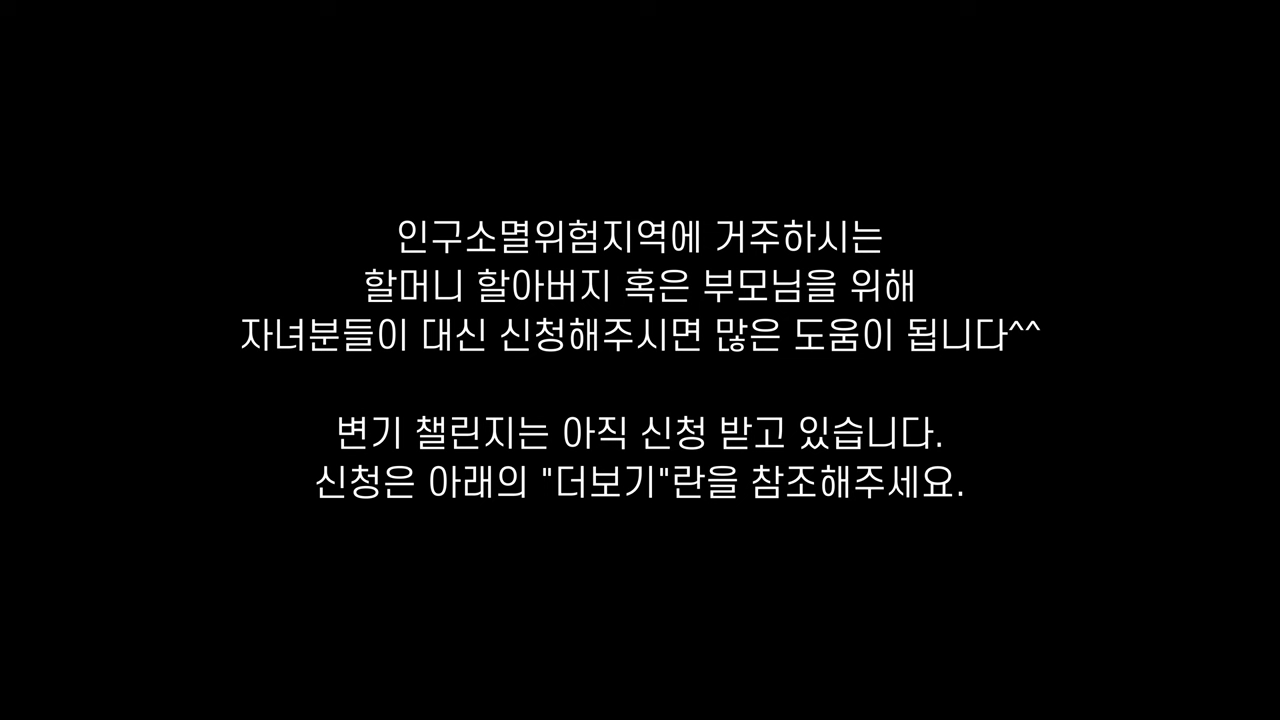 인구소멸위험지역에 거주하시는
할머니 할아버지 혹은 부모님을 위해
자녀분들이 대신 신청해주시면 많은 도움이 됩니다^^
변기 챌린지는 아직 신청 받고 있습니다.
신청은 아래의 "더보기"란을 참조해주세요.